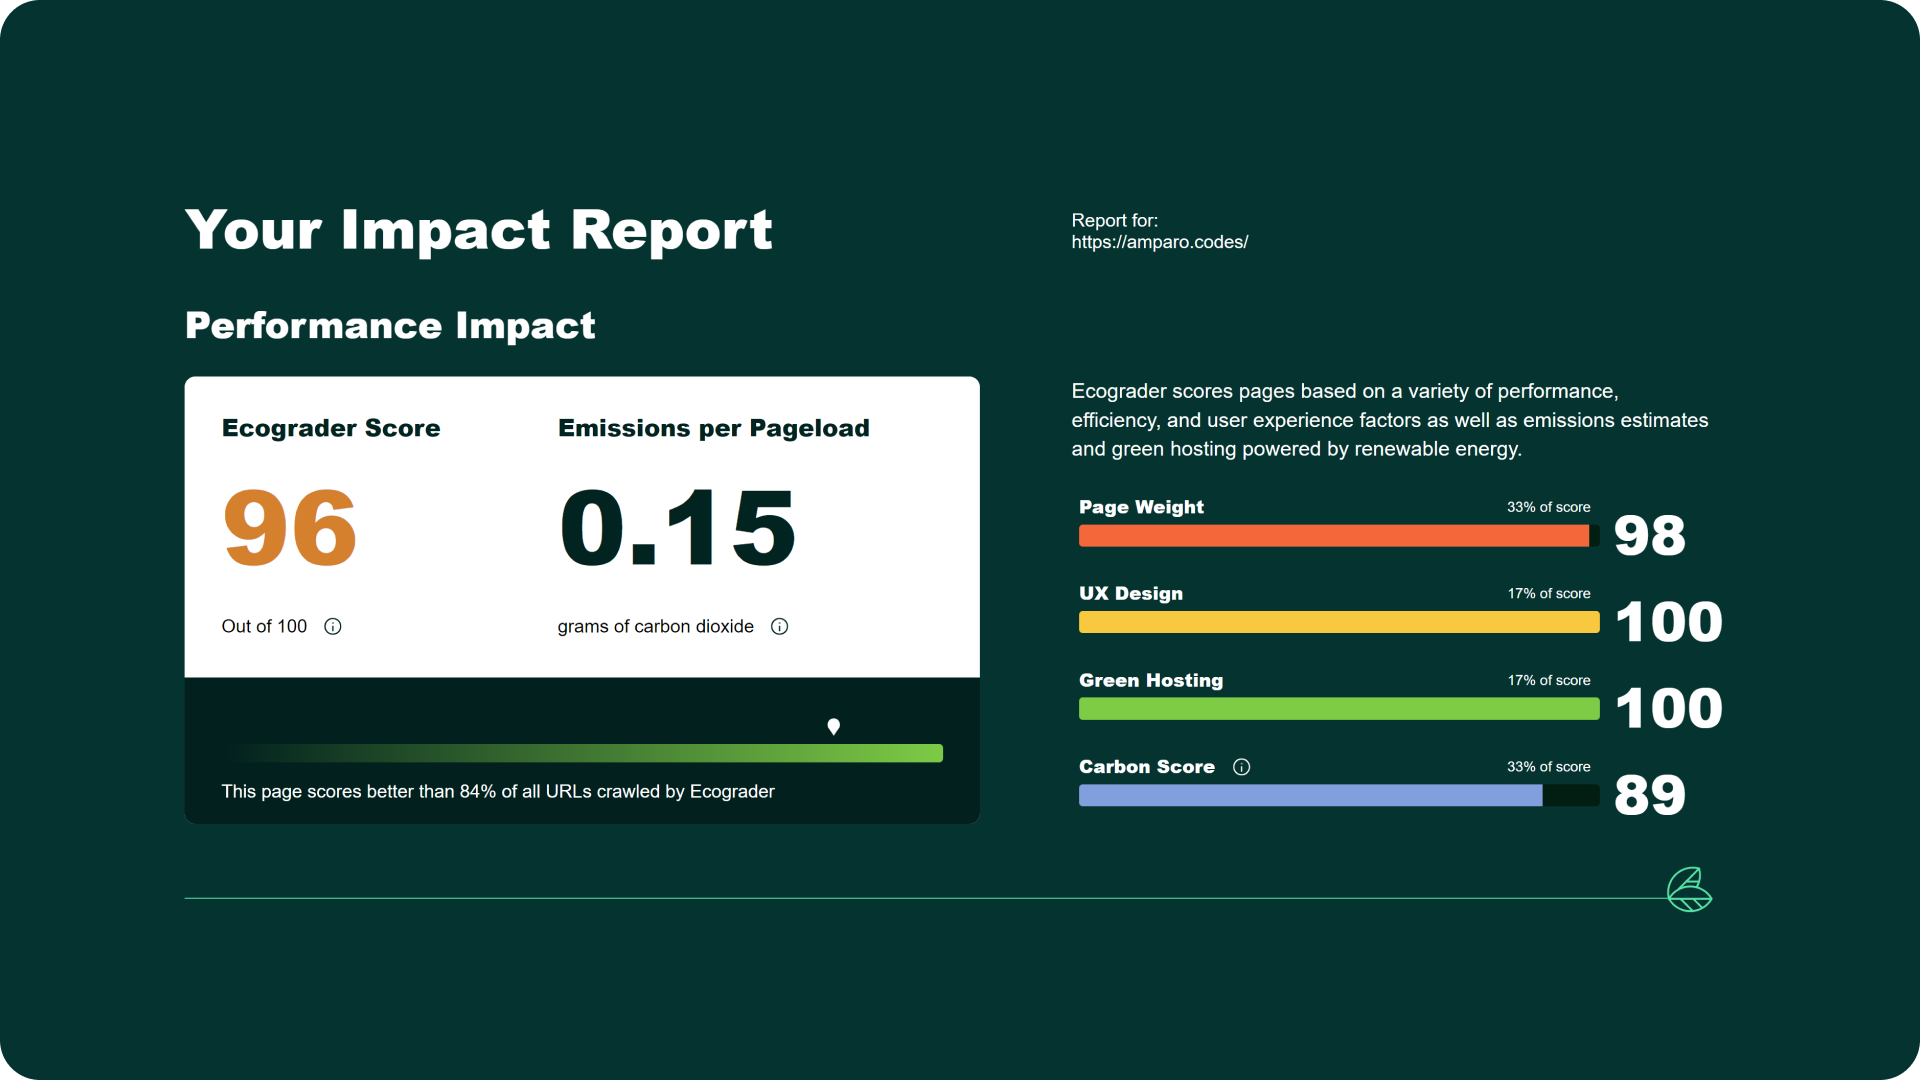 Your Impact Report
Report for:
https://amparo.codes/
Performance Impact
Ecograder Score
96
Out of 100
Emissions per Pageload
0.15
grams of carbon dioxide
This page scores better than 84% of all URLs crawled by Ecograder
Ecograder scores pages based on a variety of performance,
efficiency, and user experience factors as well as emissions estimates
and green hosting powered by renewable energy.
Page Weight 33% of score 98
UX Design 17% of score 100
Green Hosting 17% of score 100
Carbon Score 33% of score 89